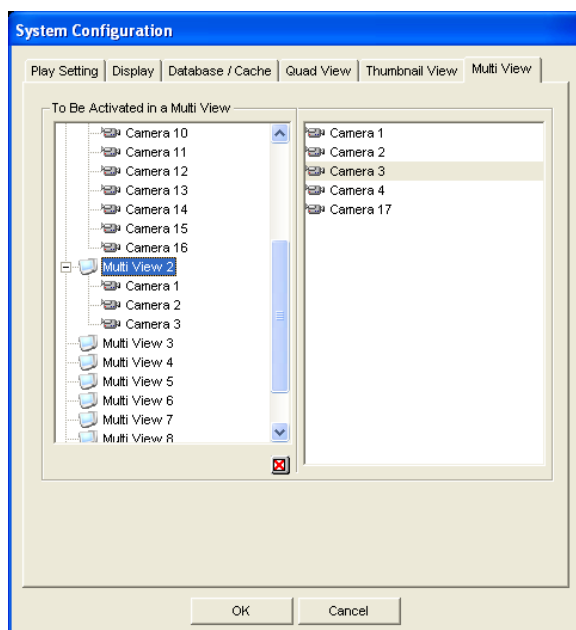 System Configuration
Play Setting
Display
Database / Cache
Quad View
Thumbnail View
Multi View
To Be Activated in a Multi View
Camera 10
Camera 11
Camera 12
Camera 13
Camera 14
Camera 15
Camera 16
Multi View 2
Camera 1
Camera 2
Camera 3
Multi View 3
Multi View 4
Multi View 5
Multi View 6
Multi View 7
Multi View 8
Camera 1
Camera 2
Camera 3
Camera 4
Camera 17
OK
Cancel